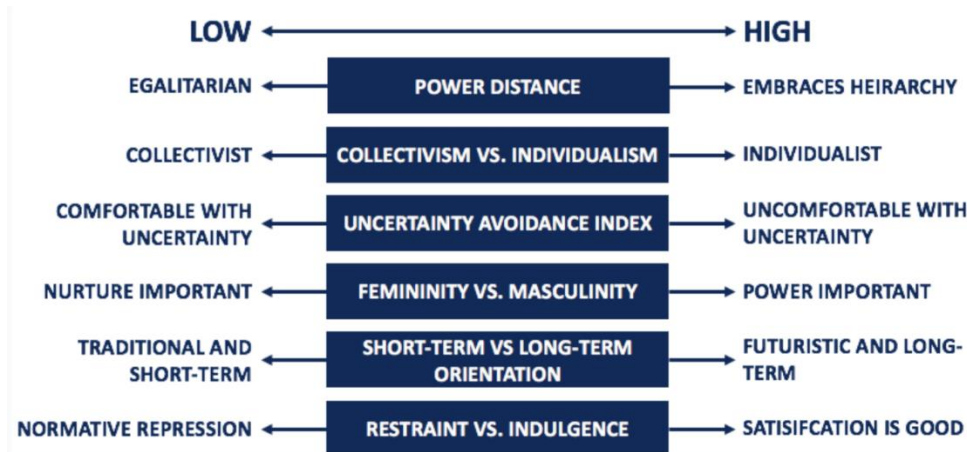 LOW HIGH
EGALITARIAN POWER DISTANCE EMBRACES HEIRARCHY
COLLECTIVIST COLLECTIVISM VS. INDIVIDUALISM INDIVIDUALIST
COMFORTABLE WITH
UNCERTAINTY
UNCERTAINTY AVOIDANCE INDEX
UNCOMFORTABLE WITH
UNCERTAINTY
NURTURE IMPORTANT FEMININITY VS. MASCULINITY POWER IMPORTANT
TRADITIONAL AND
SHORT-TERM
SHORT-TERM VS LONG-TERM
ORIENTATION
FUTURISTIC AND LONG-
TERM
NORMATIVE REPRESSION RESTRAINT VS. INDULGENCE SATISIFCATION IS GOOD